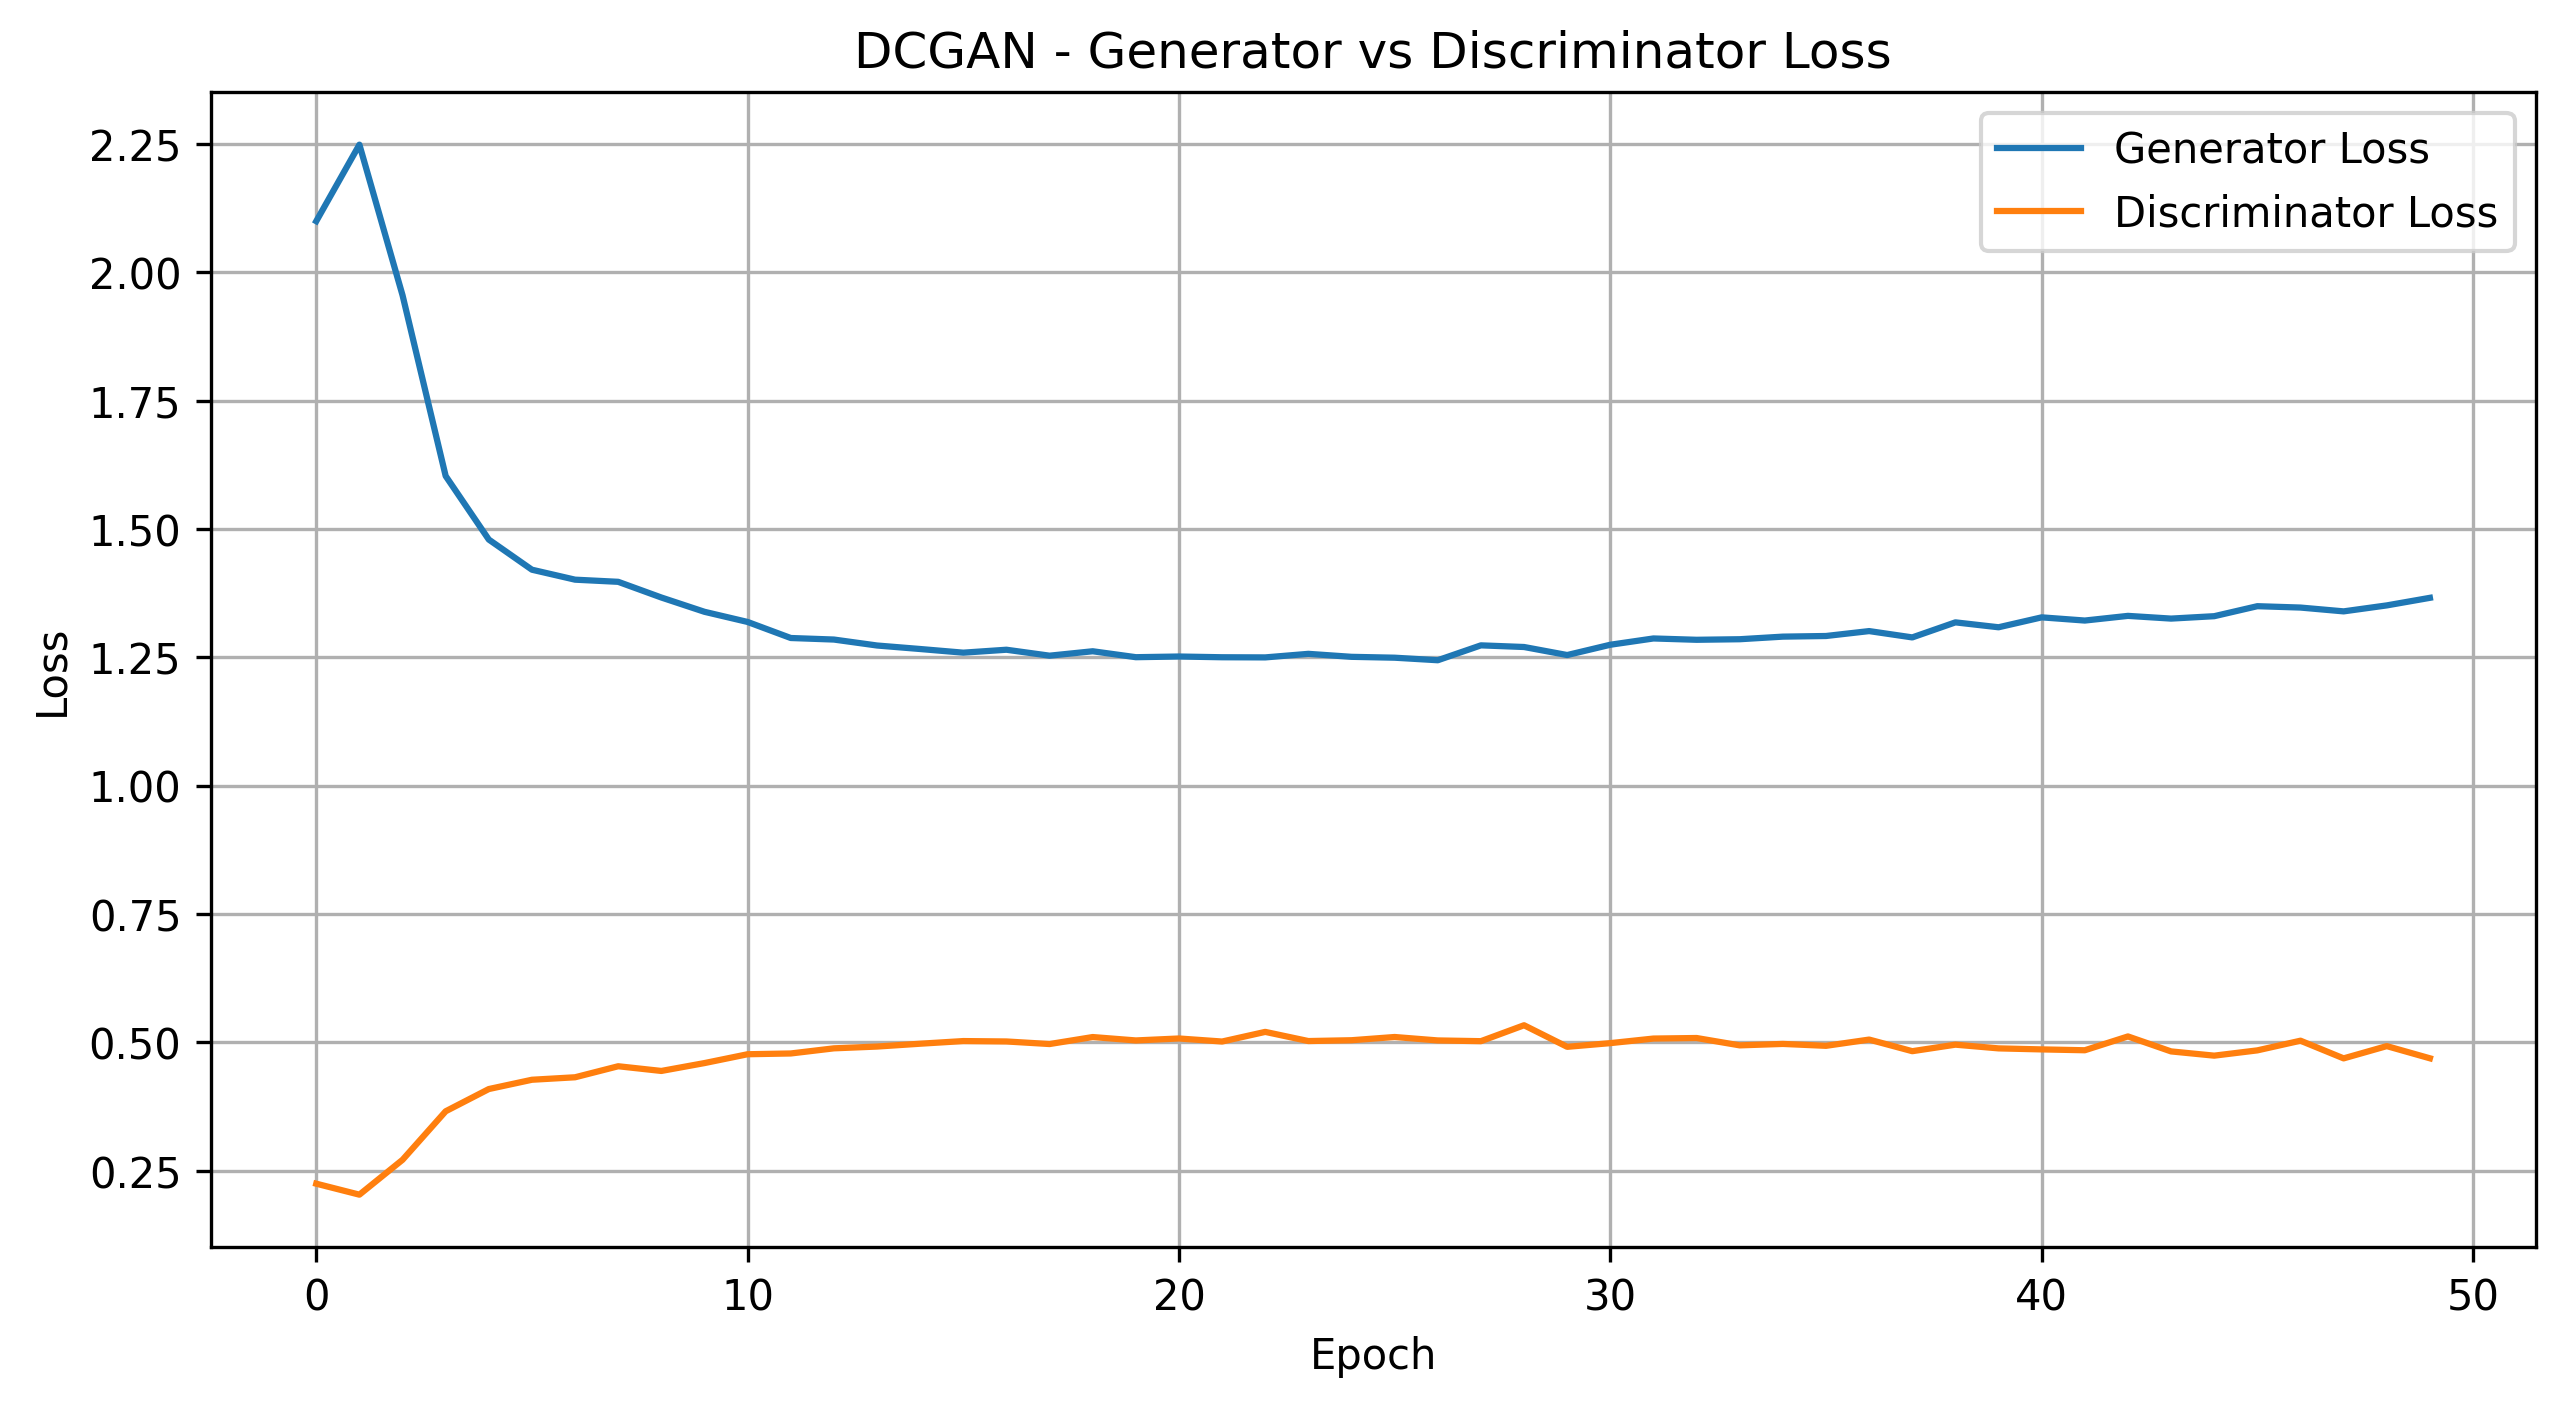 DCGAN - Generator vs Discriminator Loss
Generator Loss
Discriminator Loss
2.25
2.00
1.75
1.50
1.25
1.00
0.75
0.50
0.25
Loss
0 10 20 30 40 50
Epoch